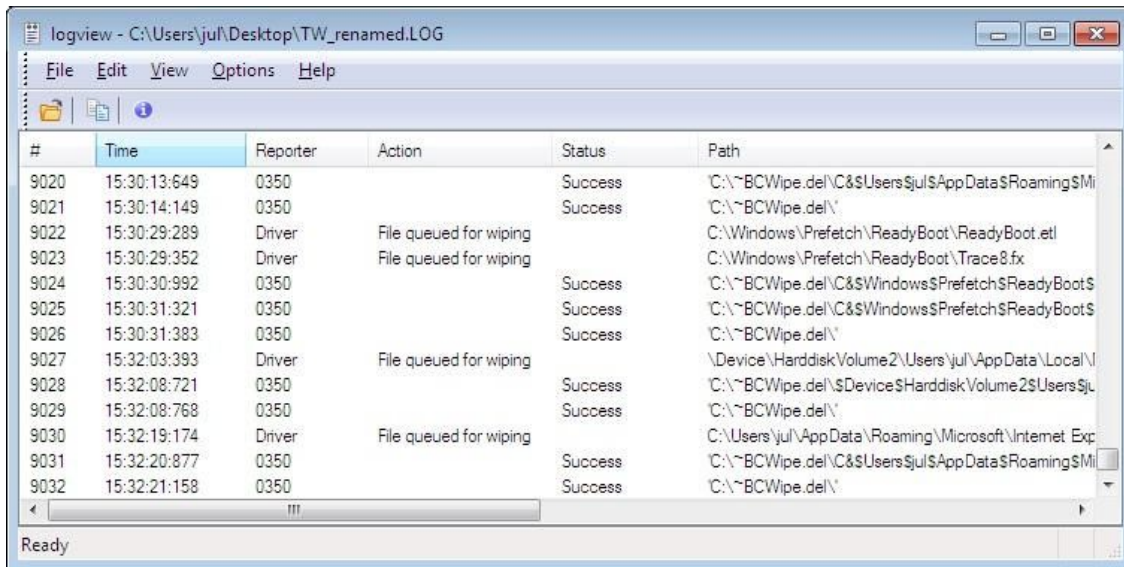 logview - C:\Users\jul\Desktop\TW_renamed.LOG
File Edit View Options Help
# Time Reporter Action Status Path
9020 15:30:13:649 0350 Success 'C:\~BCWipe.del\C&$Users$jul$AppData$Roaming$Mi
9021 15:30:14:149 0350 Success 'C:\~BCWipe.del\'
9022 15:30:29:289 Driver File queued for wiping C:\Windows\Prefetch\ReadyBoot\ReadyBoot.etl
9023 15:30:29:352 Driver File queued for wiping C:\Windows\Prefetch\ReadyBoot\Trace8.fx
9024 15:30:30:992 0350 Success 'C:\~BCWipe.del\C&$Windows$Prefetch$ReadyBoot$
9025 15:30:31:321 0350 Success 'C:\~BCWipe.del\C&$Windows$Prefetch$ReadyBoot$
9026 15:30:31:383 0350 Success 'C:\~BCWipe.del\'
9027 15:32:03:393 Driver File queued for wiping \Device\HarddiskVolume2\Users\jul\AppData\Local\
9028 15:32:08:721 0350 Success 'C:\~BCWipe.del\$Device$HarddiskVolume2$Users$ju
9029 15:32:08:768 0350 Success 'C:\~BCWipe.del\'
9030 15:32:19:174 Driver File queued for wiping C:\Users\jul\AppData\Roaming\Microsoft\Internet Exp
9031 15:32:20:877 0350 Success 'C:\~BCWipe.del\C&$Users$jul$AppData$Roaming$Mi
9032 15:32:21:158 0350 Success 'C:\~BCWipe.del\'
Ready